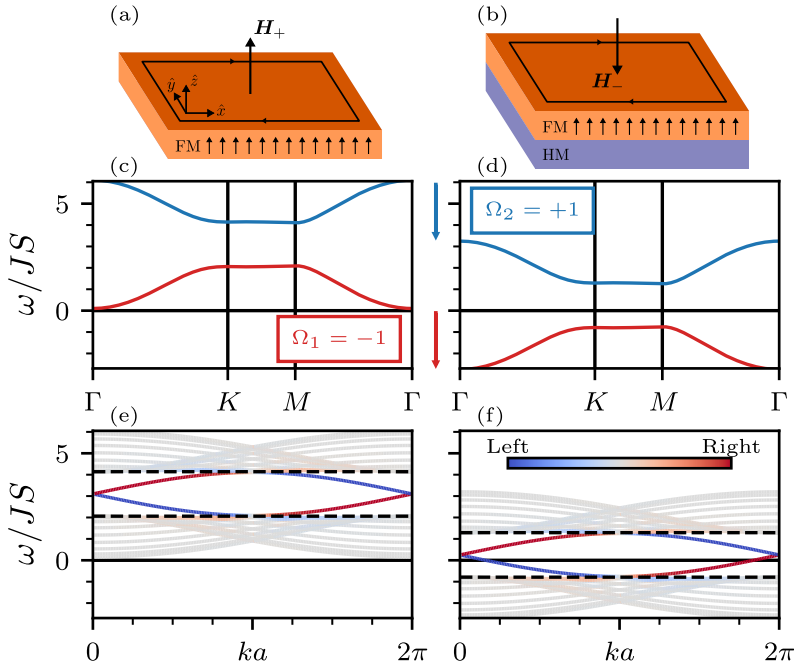 (a)
H₊
ŷ
ẑ
x̂
FM
(b)
H₋
FM
HM
(c)
(d)
ω/JS
5
0
Ω₁ = −1
Ω₂ = +1
Γ
K
M
Γ
Γ
K
M
Γ
(e)
(f)
ω/JS
5
0
Left
Right
0
ka
2π
0
ka
2π